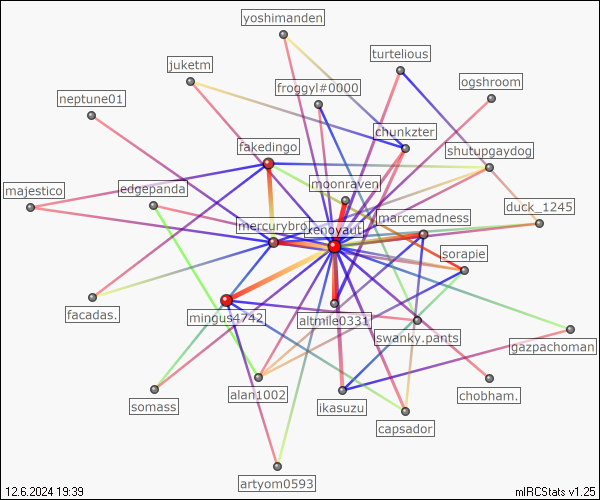 yoshimanden
turtelious
juketm
ogshroom
froggyl#0000
neptune01
chunkzter
fakedingo
shutupgaydog
moonraven
majestico
edgepanda
duck_1245
marcemadness
mercurybro
renoyaut
sorapie
facadas.
mingus4742
altmile0331
swanky.pants
gazpachoman
alan1002
chobham.
somass
ikasuzu
capsador
artyom0593
12.6.2024 19:39
mIRCStats v1.25